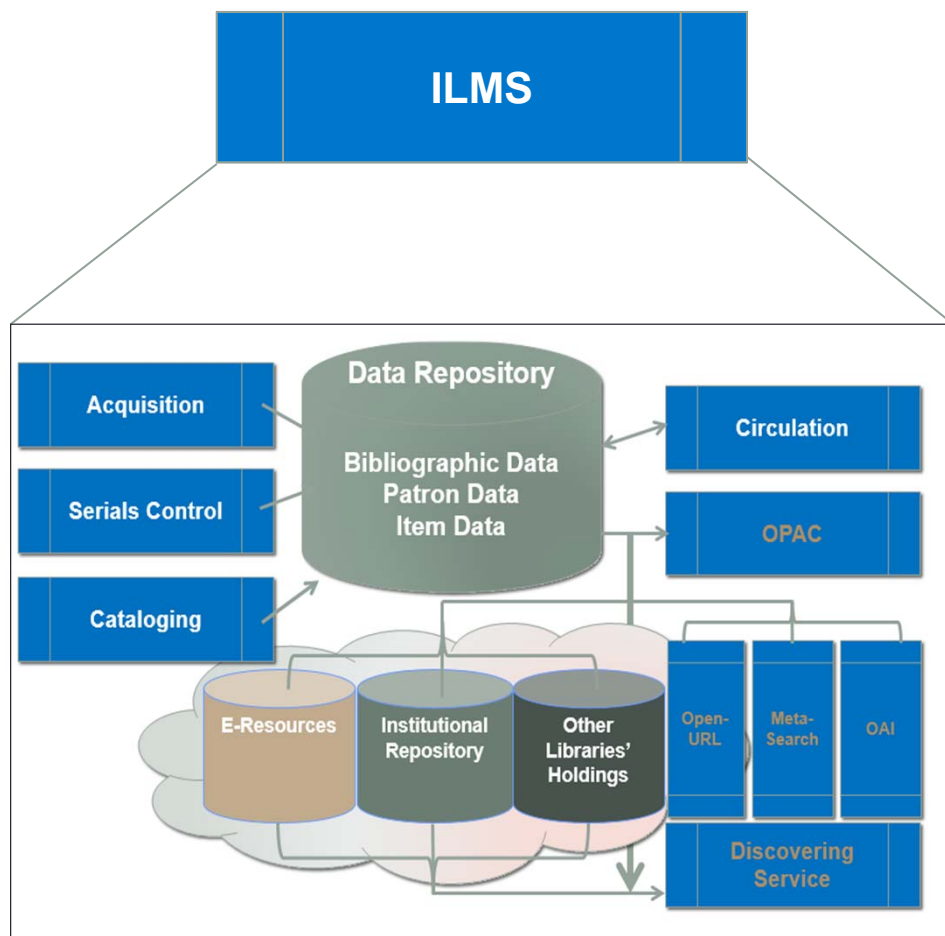 ILMS
Data Repository
Bibliographic Data
Patron Data
Item Data
Acquisition
Serials Control
Cataloging
Circulation
OPAC
E-Resources
Institutional
Repository
Other
Libraries'
Holdings
Open-
URL
Meta-
Search
OAI
Discovering
Service